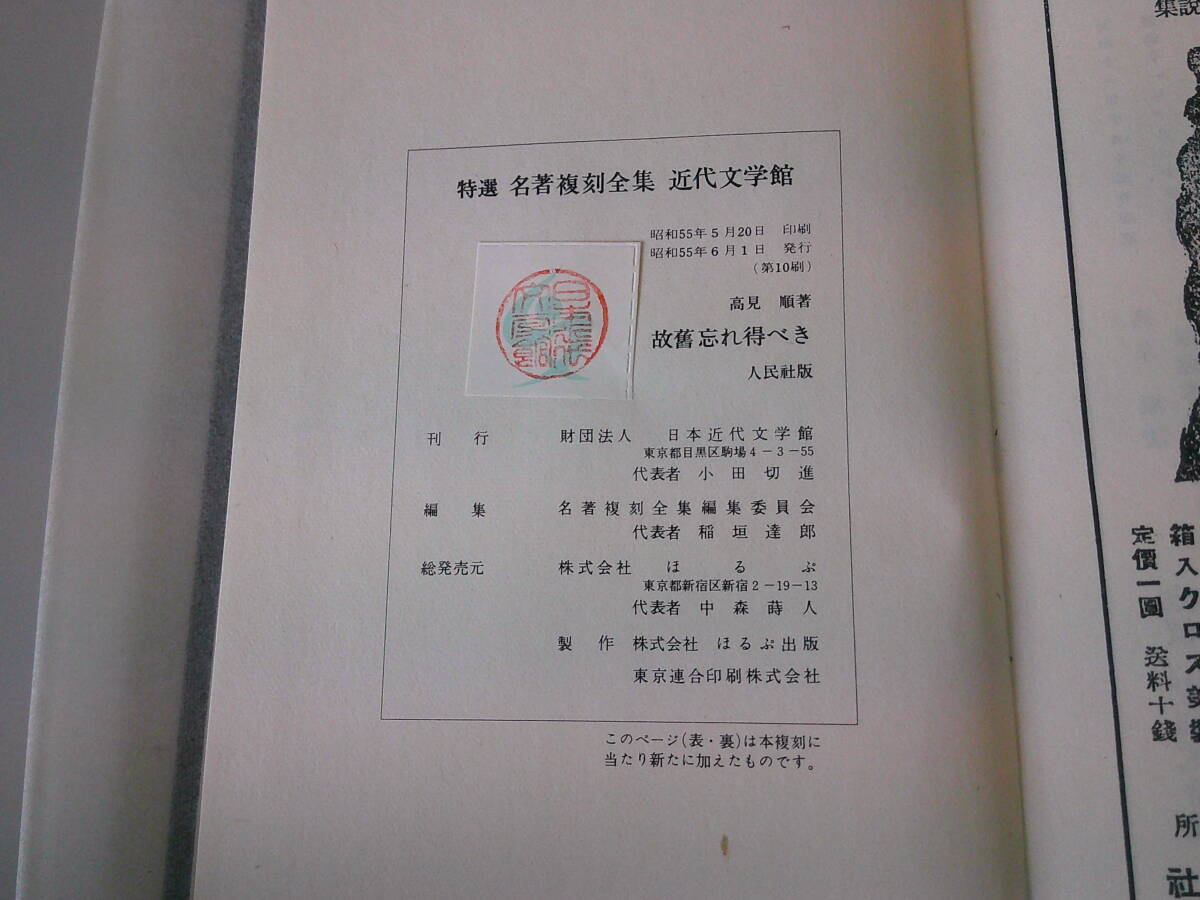 特選 名著複刻全集 近代文学館
昭和55年5月20日 印刷
昭和55年6月1日 発行
(第10刷)
高見 順著
故舊忘れ得べき
人民社版
刊 行 財団法人 日本近代文学館
東京都目黒区駒場4-3-55
代表者 小田切進
編 集 名著複刻全集編集委員会
代表者 稲垣達郎
総発売元 株式会社 ほるぷ
東京都新宿区新宿2-19-13
代表者 中森蒔人
製 作 株式会社 ほるぷ出版
東京連合印刷株式会社
このページ(表・裏)は本複刻に
当たり新たに加えたものです。
説集
箱入クロス
定價一圓 送料十錢
所
社